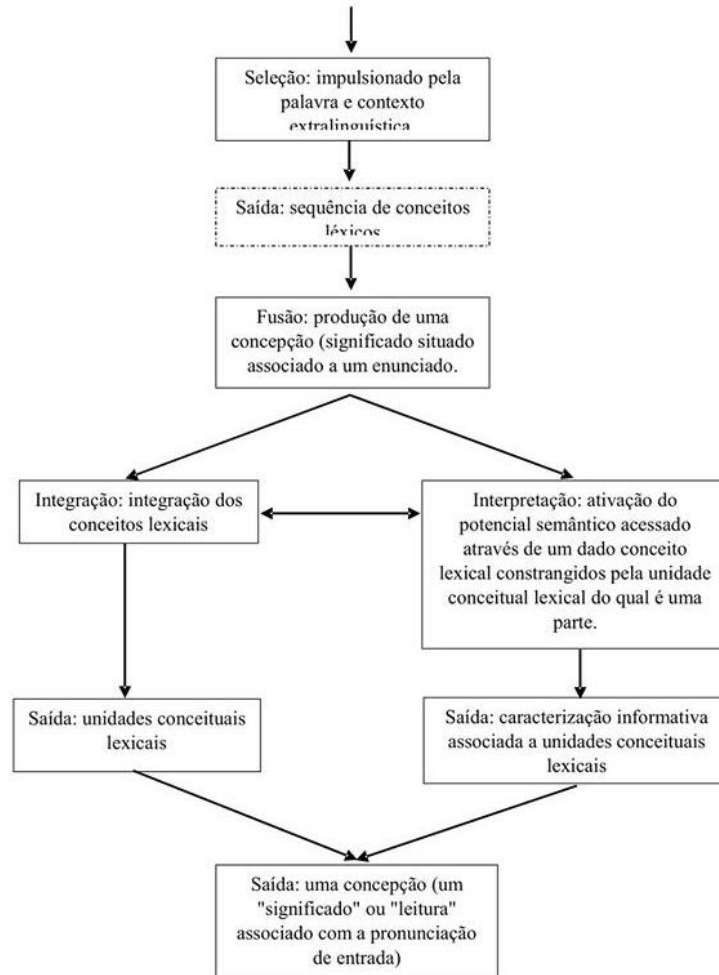 Seleção: impulsionado pela
palavra e contexto
extralinguística
Saída: sequência de conceitos
léxicos
Fusão: produção de uma
concepção (significado situado
associado a um enunciado.
Integração: integração dos
conceitos lexicais
Interpretação: ativação do
potencial semântico acessado
através de um dado conceito
lexical constrangidos pela unidade
conceitual lexical do qual é uma
parte.
Saída: unidades conceituais
lexicais
Saída: caracterização informativa
associada a unidades conceituais
lexicais
Saída: uma concepção (um
"significado" ou "leitura"
associado com a pronunciação
de entrada)